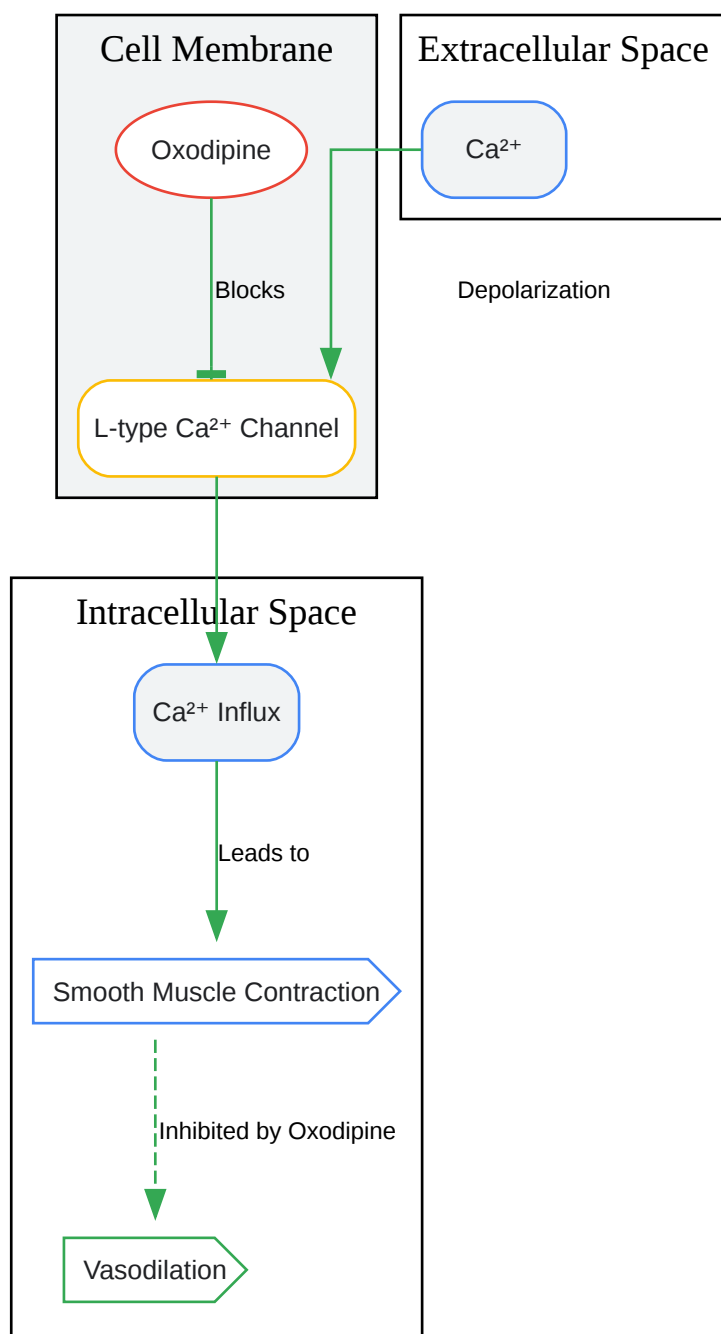 Cell Membrane
Extracellular Space
Oxodipine
Ca²⁺
Blocks
Depolarization
L-type Ca²⁺ Channel
Intracellular Space
Ca²⁺ Influx
Leads to
Smooth Muscle Contraction
Inhibited by Oxodipine
Vasodilation